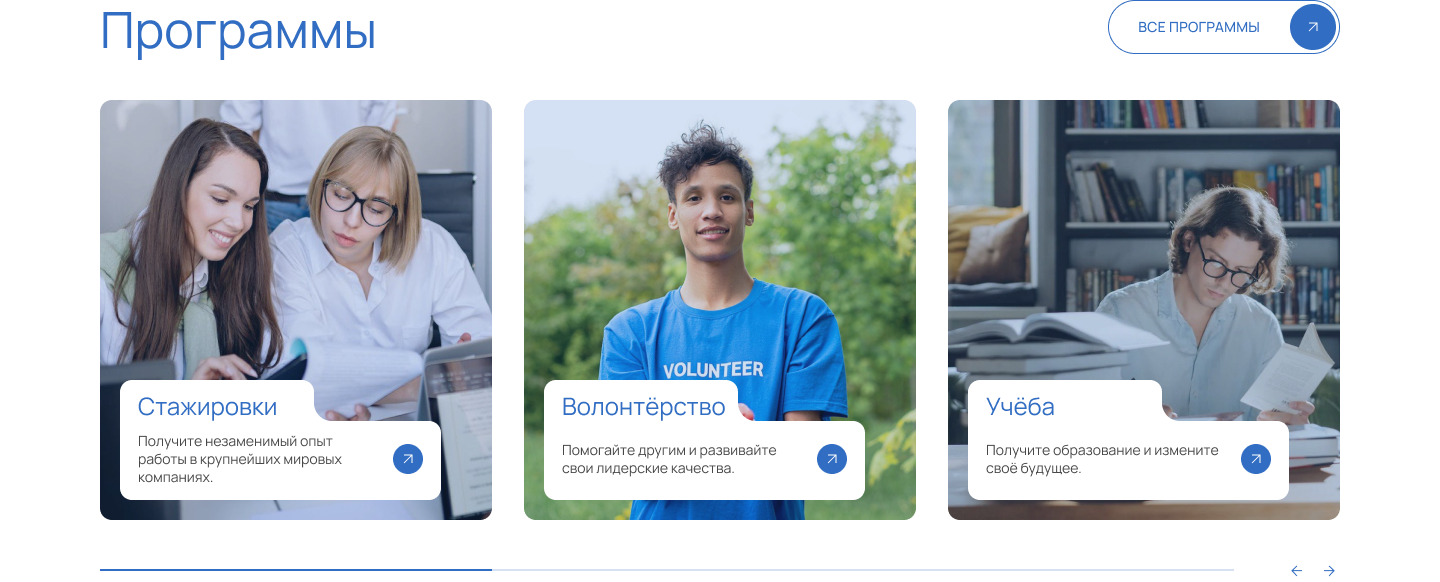 Программы
ВСЕ ПРОГРАММЫ
VOLUNTEER
Стажировки
Получите незаменимый опыт
работы в крупнейших мировых
компаниях.
Волонтёрство
Помогайте другим и развивайте
свои лидерские качества.
Учёба
Получите образование и измените
своё будущее.